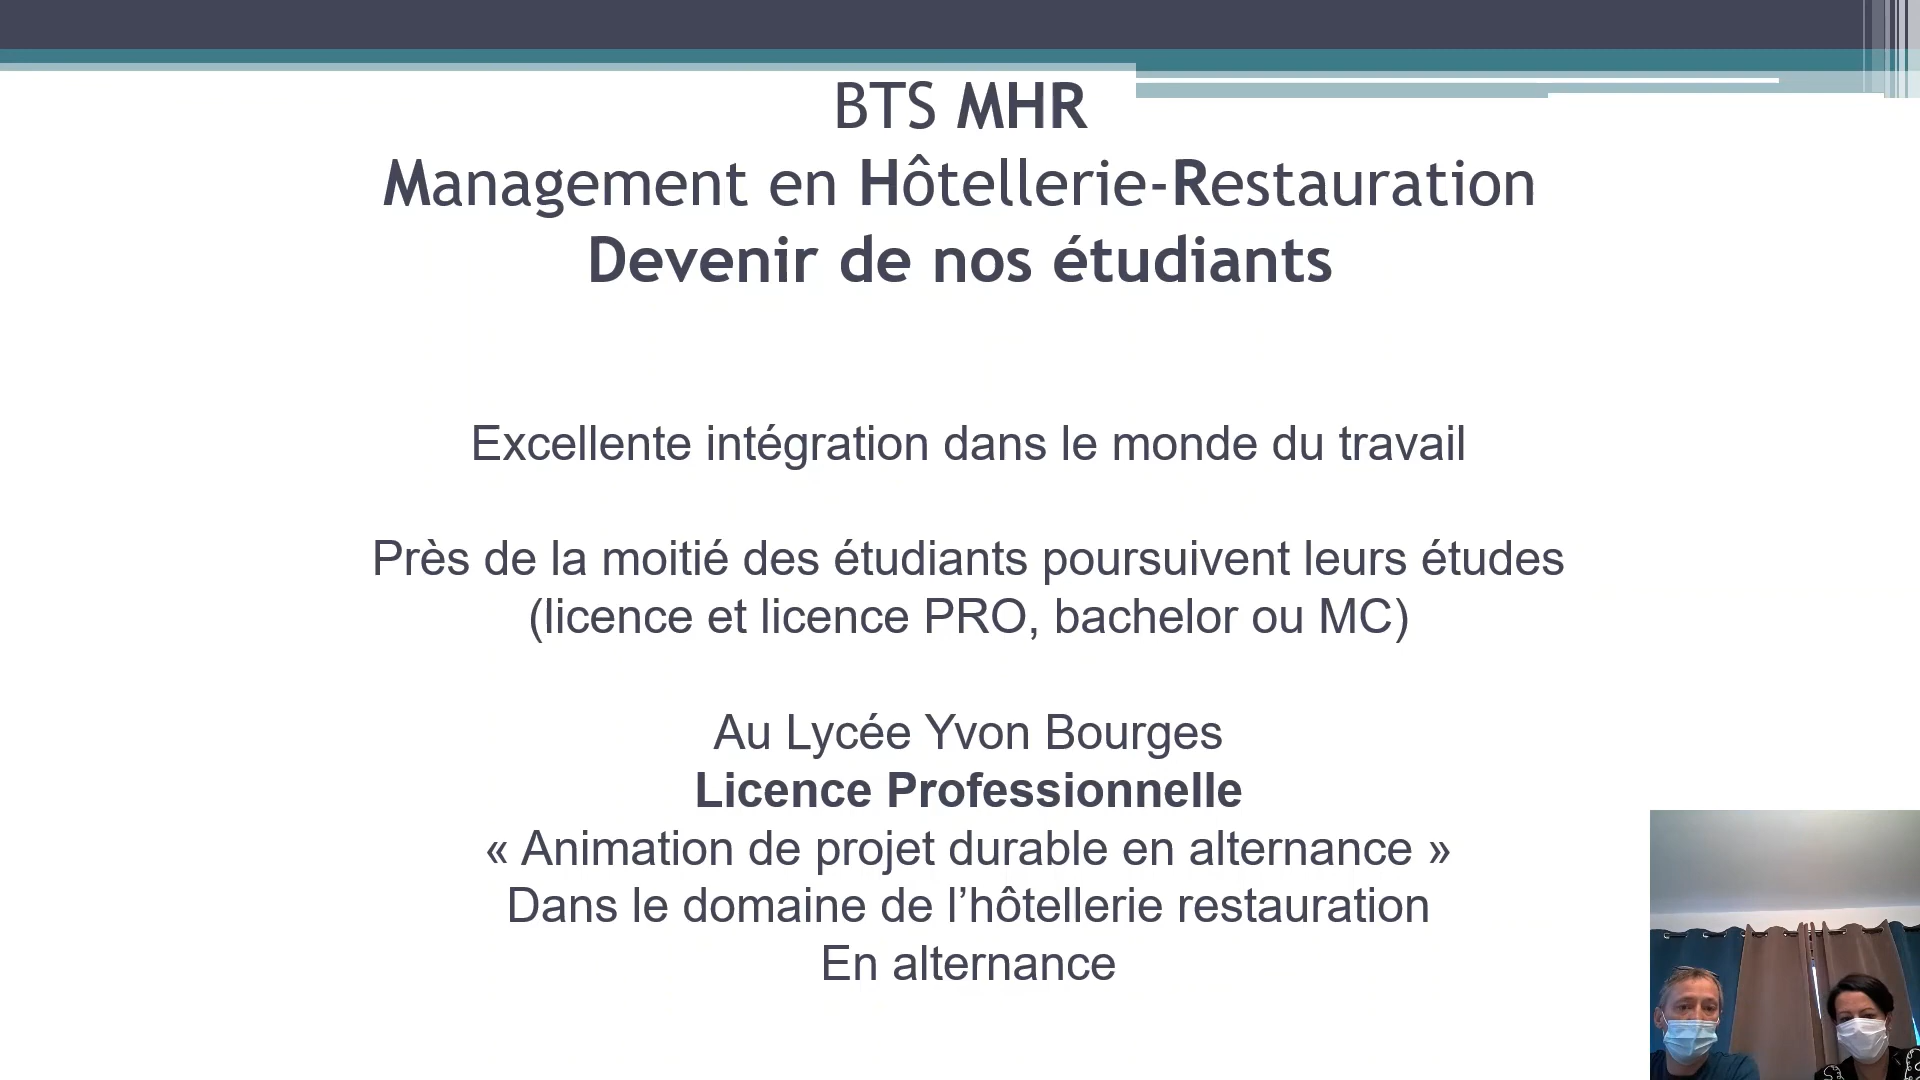 BTS MHR
Management en Hôtellerie-Restauration
Devenir de nos étudiants
Excellente intégration dans le monde du travail
Près de la moitié des étudiants poursuivent leurs études
(licence et licence PRO, bachelor ou MC)
Au Lycée Yvon Bourges
Licence Professionnelle
« Animation de projet durable en alternance »
Dans le domaine de l’hôtellerie restauration
En alternance